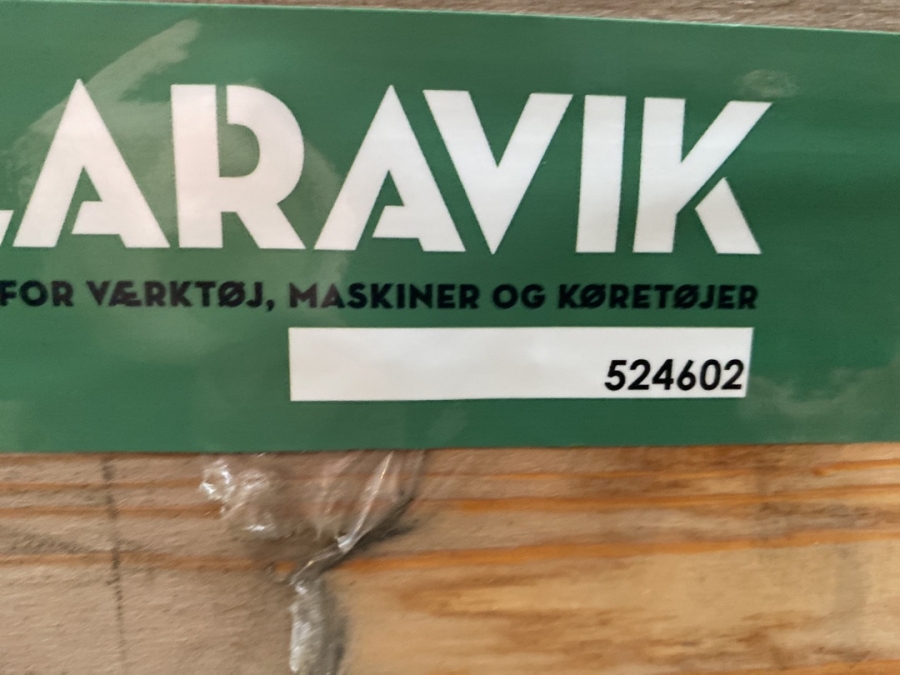 LARAVIK
FOR VÆRKTØJ, MASKINER OG KØRETØJER
524602